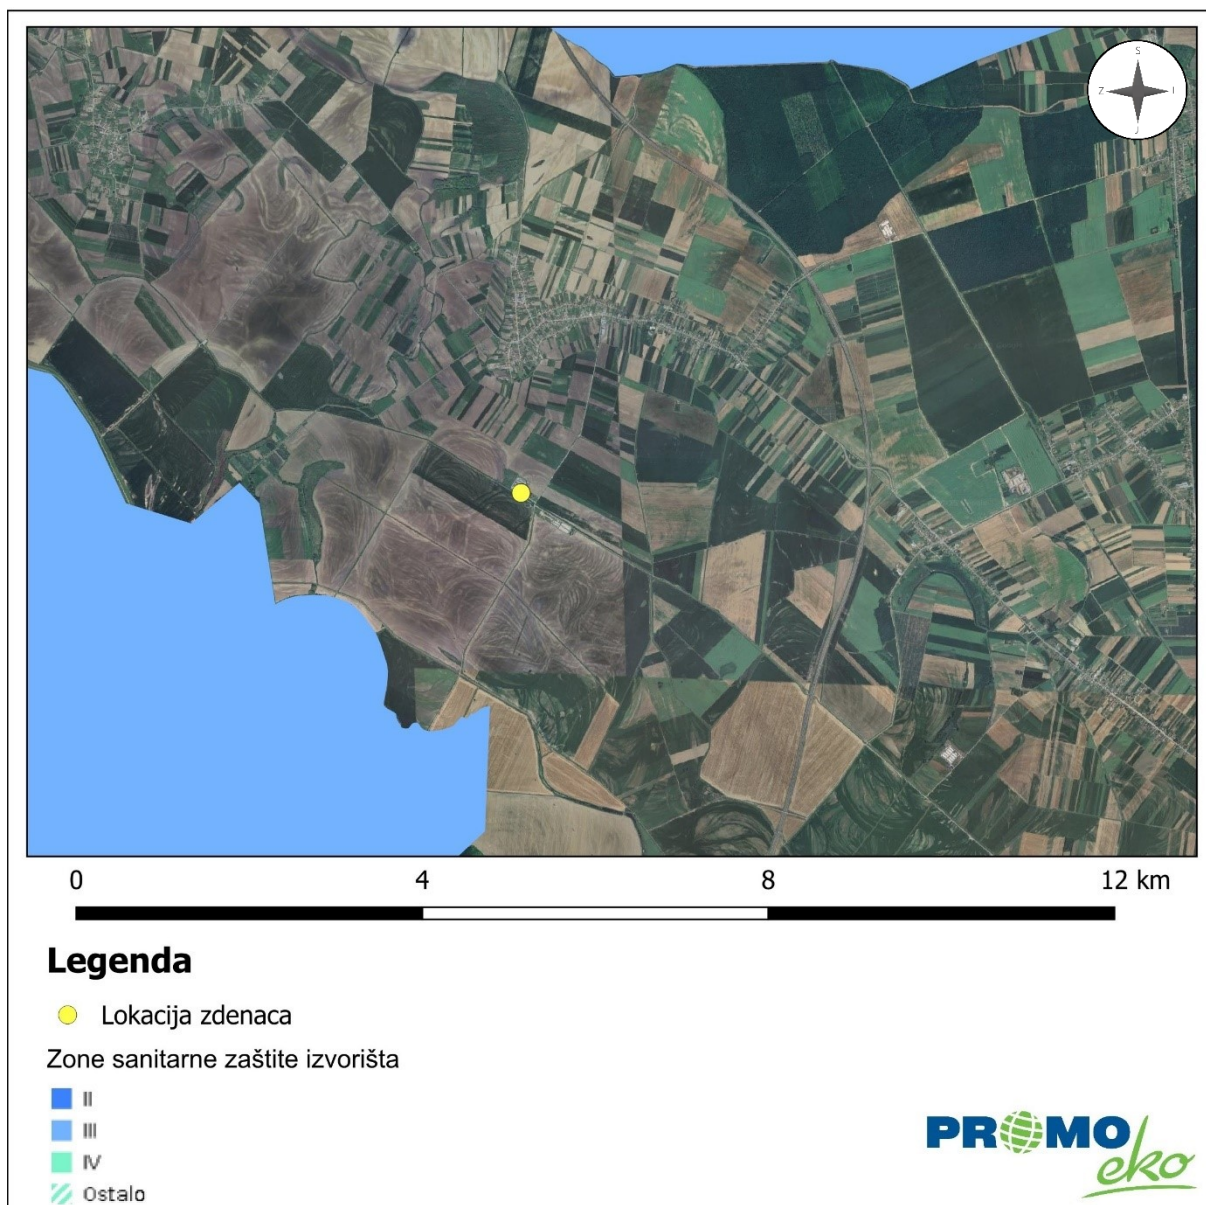 S
Z I
J
0 4 8 12 km
Legenda
Lokacija zdenaca
Zone sanitarne zaštite izvorišta
II
III
IV
Ostalo
PROMO
eko